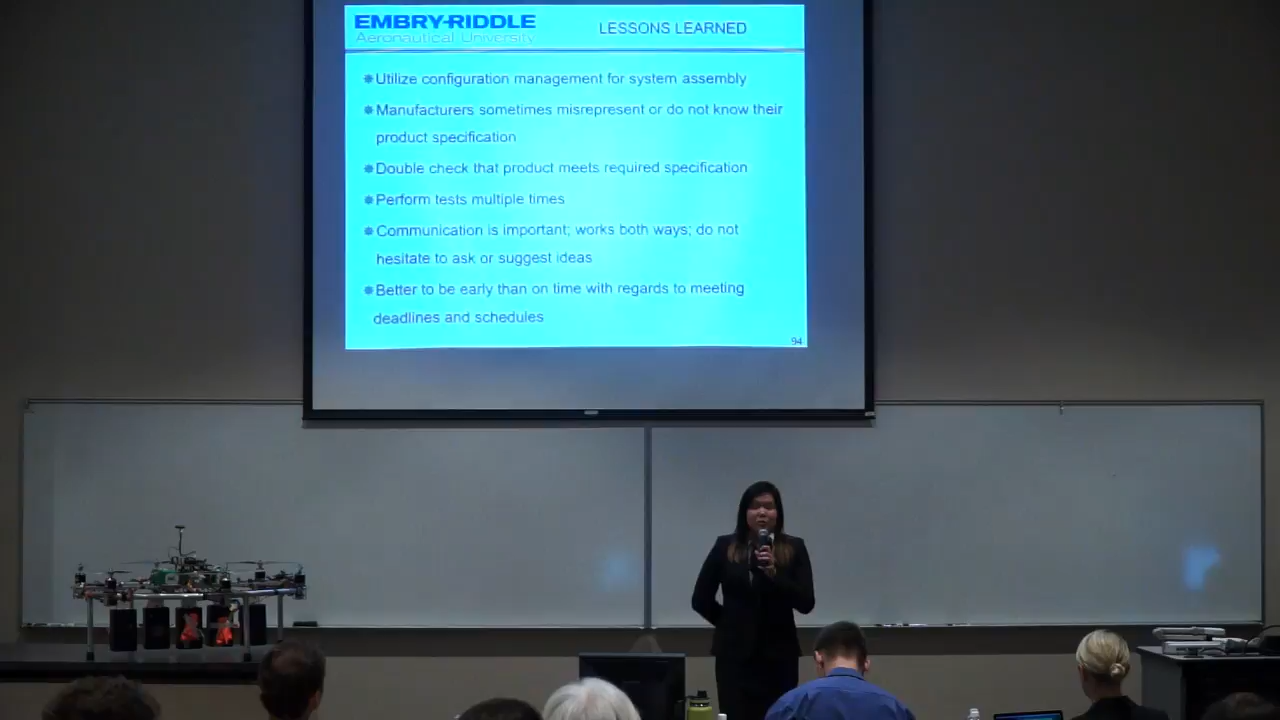 EMBRY-RIDDLE
Aeronautical University
LESSONS LEARNED
Utilize configuration management for system assembly
Manufacturers sometimes misrepresent or do not know their
product specification
Double check that product meets required specification
Perform tests multiple times
Communication is important; works both ways; do not
hesitate to ask or suggest ideas
Better to be early than on time with regards to meeting
deadlines and schedules
94